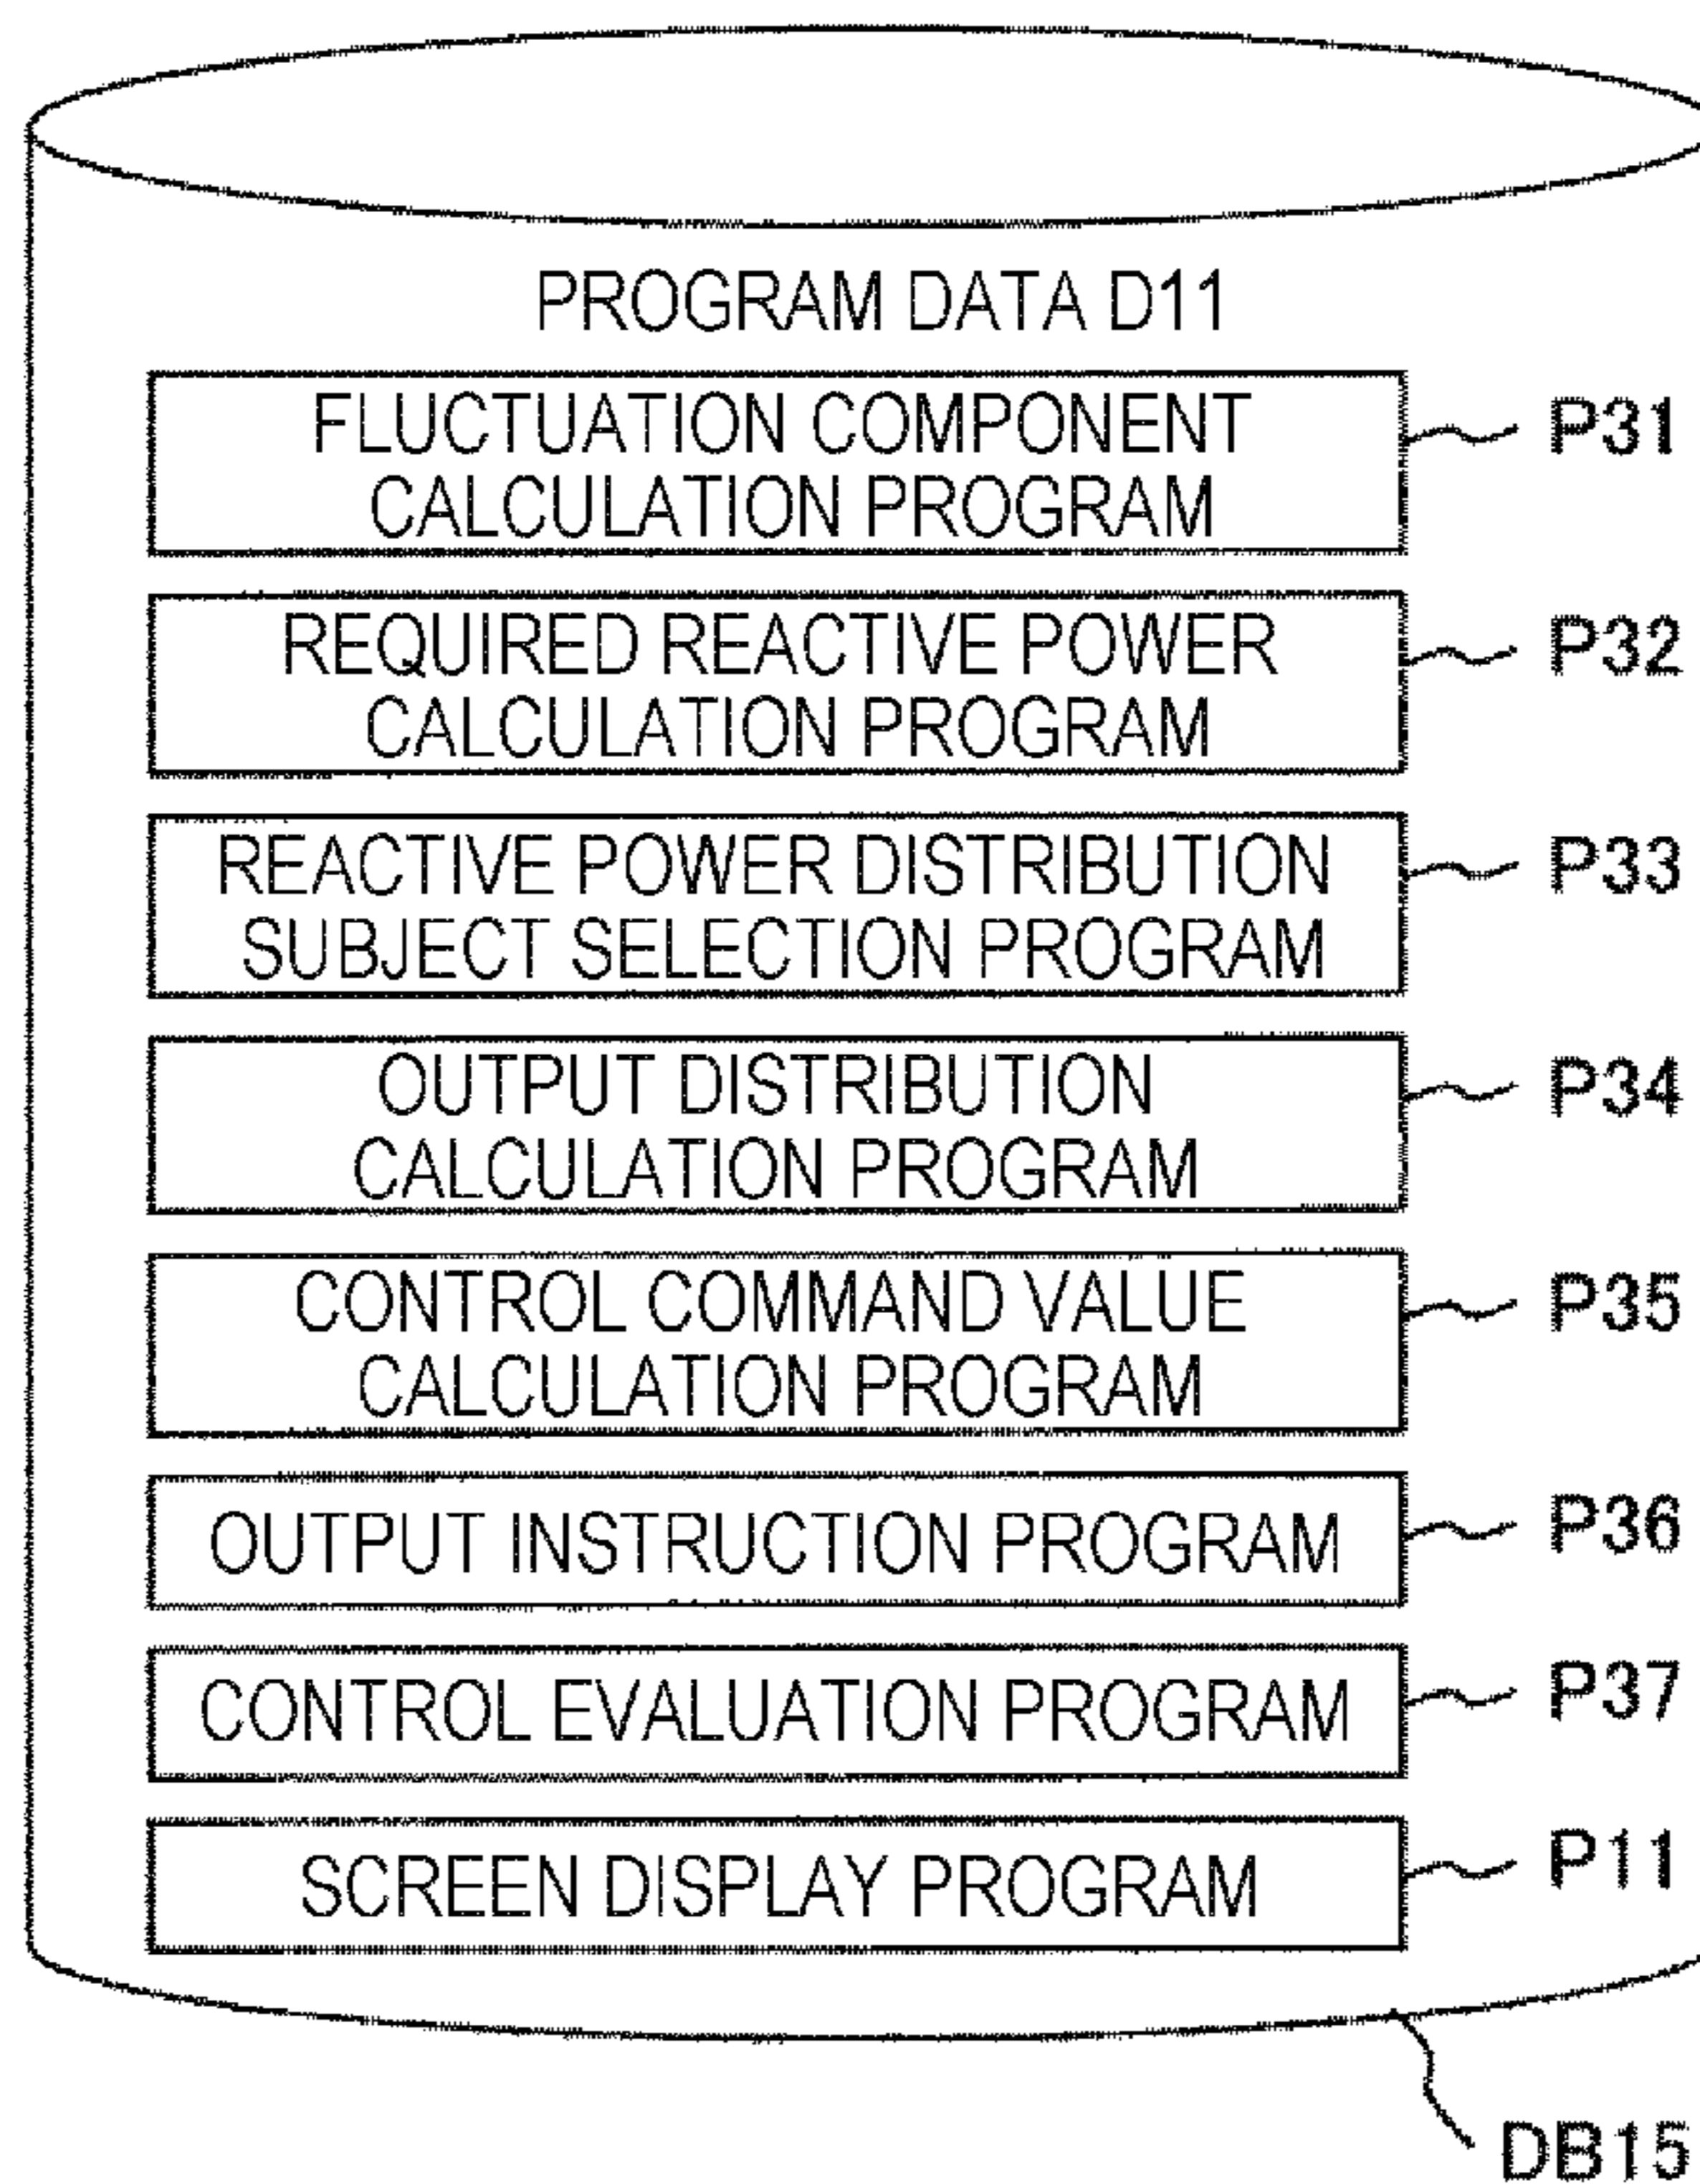 PROGRAM DATA D11
FLUCTUATION COMPONENT
CALCULATION PROGRAM
P31
REQUIRED REACTIVE POWER
CALCULATION PROGRAM
P32
REACTIVE POWER DISTRIBUTION
SUBJECT SELECTION PROGRAM
P33
OUTPUT DISTRIBUTION
CALCULATION PROGRAM
P34
CONTROL COMMAND VALUE
CALCULATION PROGRAM
P35
OUTPUT INSTRUCTION PROGRAM
P36
CONTROL EVALUATION PROGRAM
P37
SCREEN DISPLAY PROGRAM
P11
DB15